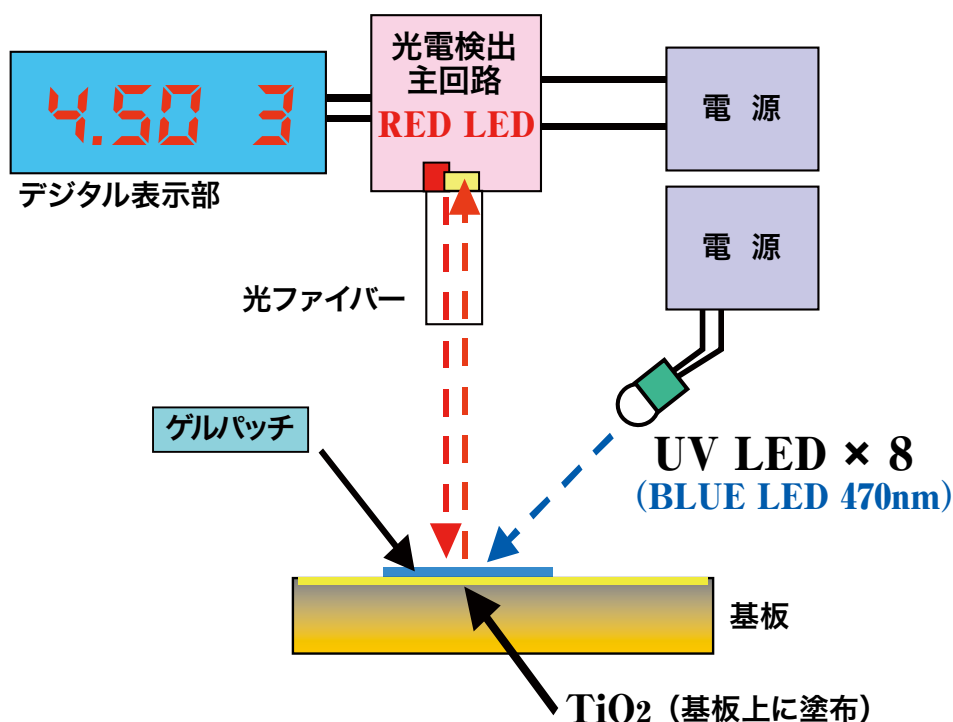 光電検出
主回路
RED LED
4.50 3
デジタル表示部
電 源
電 源
光ファイバー
ゲルパッチ
UV LED × 8
(BLUE LED 470nm)
基板
TiO2（基板上に塗布）